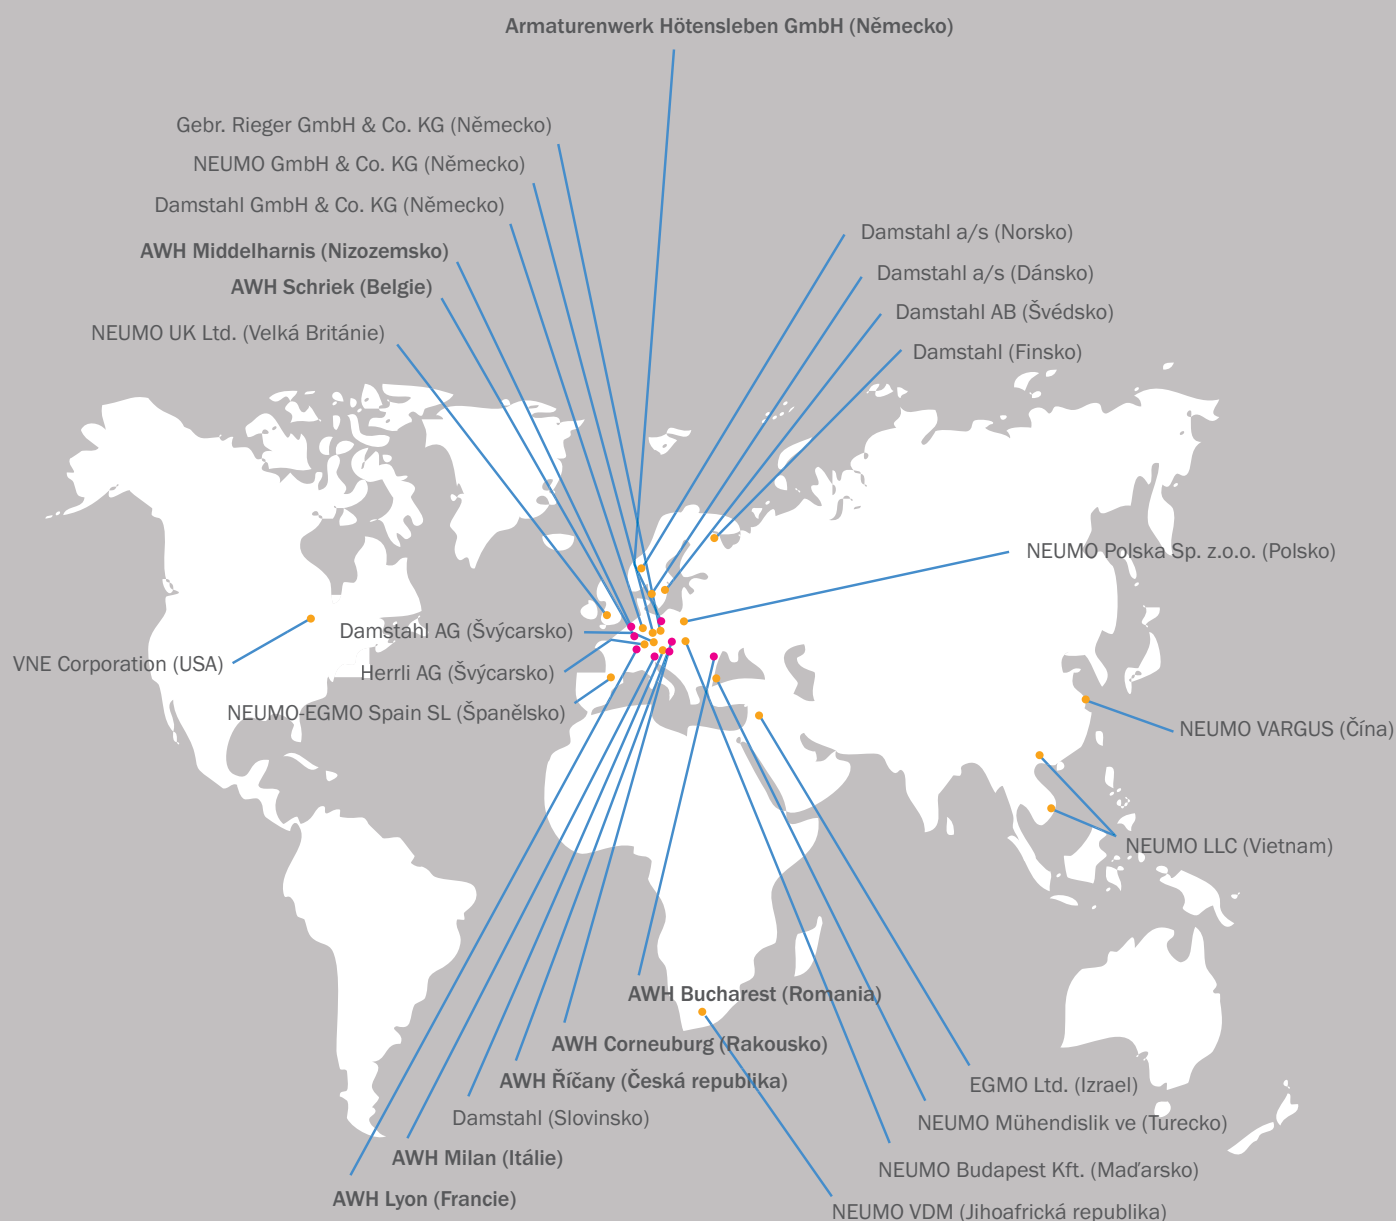 Armaturenwerk Hötensleben GmbH (Německo)
Gebr. Rieger GmbH & Co. KG (Německo)
NEUMO GmbH & Co. KG (Německo)
Damstahl GmbH & Co. KG (Německo)
AWH Middelharnis (Nizozemsko)
AWH Schriek (Belgie)
NEUMO UK Ltd. (Velká Británie)
Damstahl a/s (Norsko)
Damstahl a/s (Dánsko)
Damstahl AB (Švédsko)
Damstahl (Finsko)
NEUMO Polska Sp. z.o.o. (Polsko)
Damstahl AG (Švýcarsko)
VNE Corporation (USA)
Herrli AG (Švýcarsko)
NEUMO-EGMO Spain SL (Španělsko)
NEUMO VARGUS (Čína)
NEUMO LLC (Vietnam)
AWH Bucharest (Romania)
AWH Corneuburg (Rakousko)
AWH Říčany (Česká republika)
Damstahl (Slovinsko)
AWH Milan (Itálie)
AWH Lyon (Francie)
EGMO Ltd. (Izrael)
NEUMO Mühendislik ve (Turecko)
NEUMO Budapest Kft. (Maďarsko)
NEUMO VDM (Jihoafrická republika)